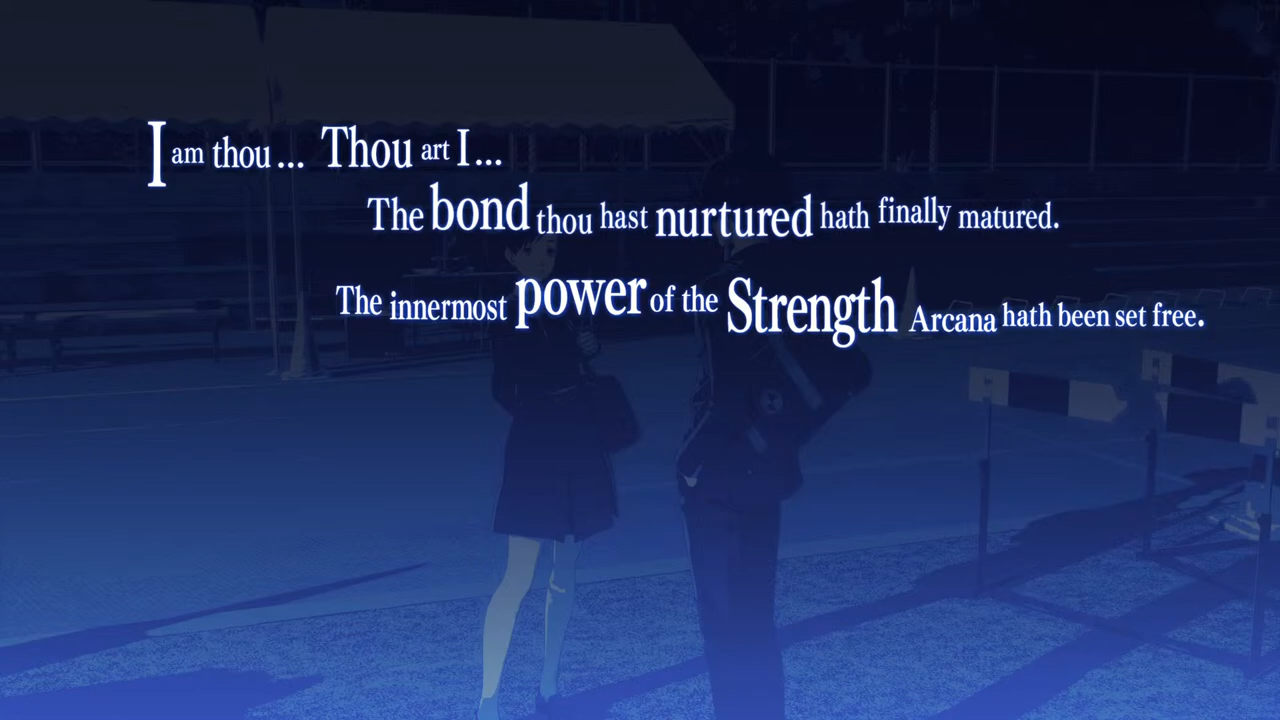 I am thou... Thou art I...
The bond thou hast nurtured hath finally matured.
The innermost power of the Strength Arcana hath been set free.